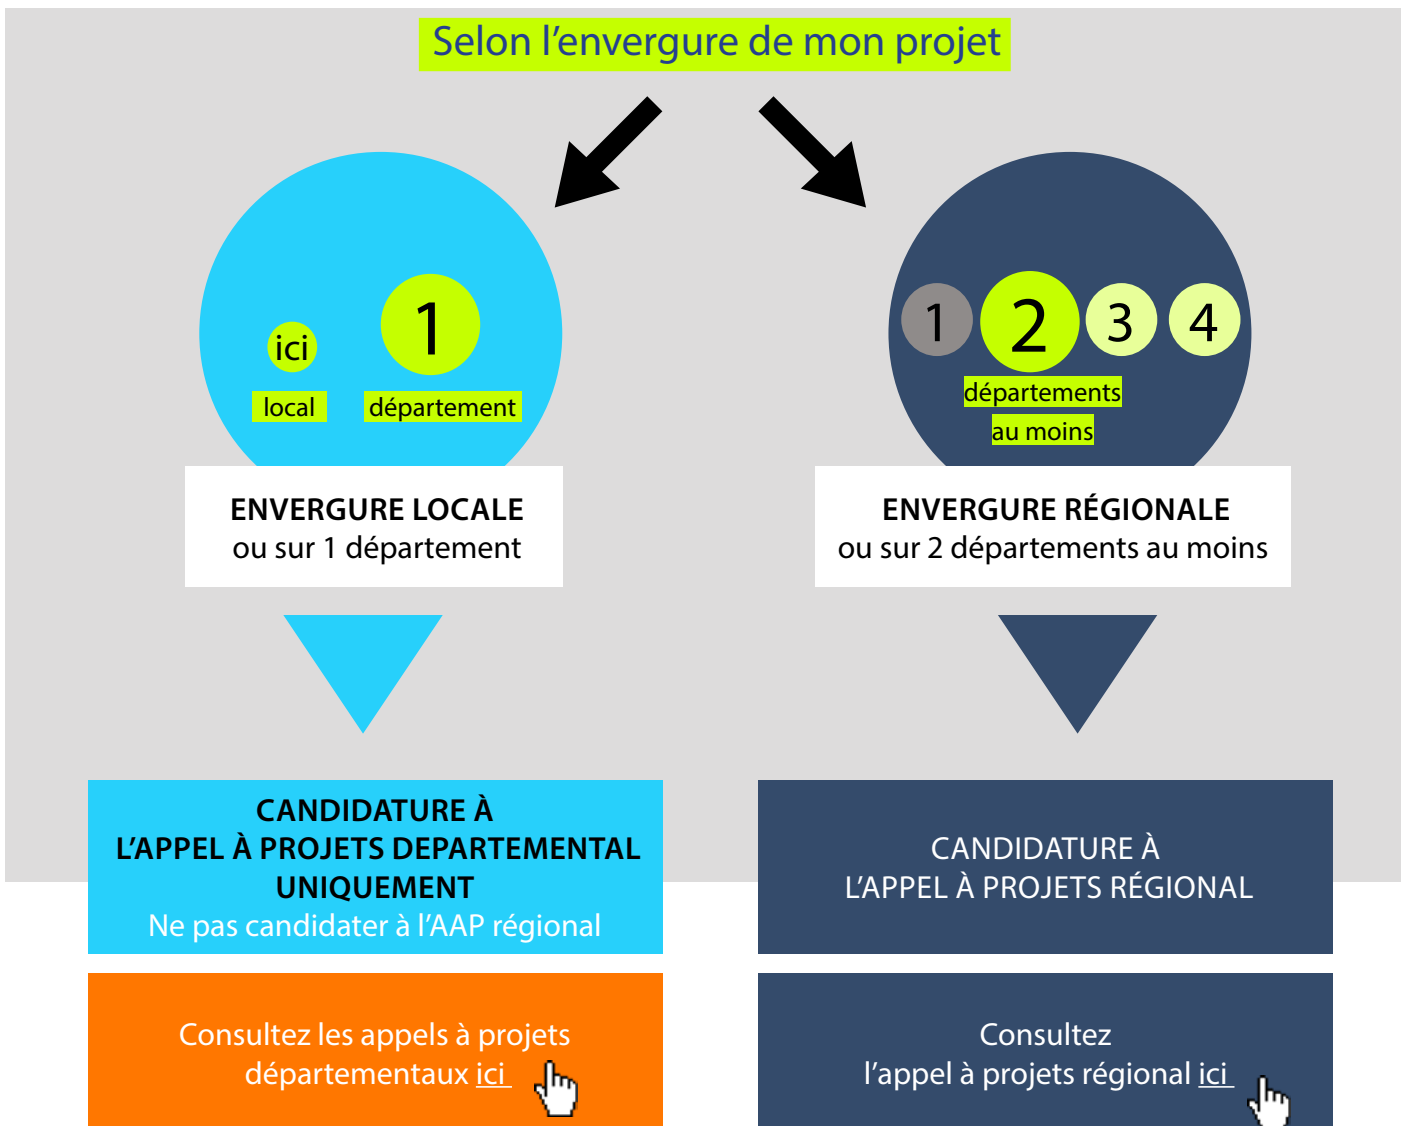 Selon l'envergure de mon projet
ici
1
local
département
ENVERGURE LOCALE
ou sur 1 département
1
2
3
4
départements
au moins
ENVERGURE RÉGIONALE
ou sur 2 départements au moins
CANDIDATURE À
L'APPEL À PROJETS DEPARTEMENTAL
UNIQUEMENT
Ne pas candidater à l'AAP régional
CANDIDATURE À
L'APPEL À PROJETS RÉGIONAL
Consultez les appels à projets
départementaux ici
Consultez
l'appel à projets régional ici